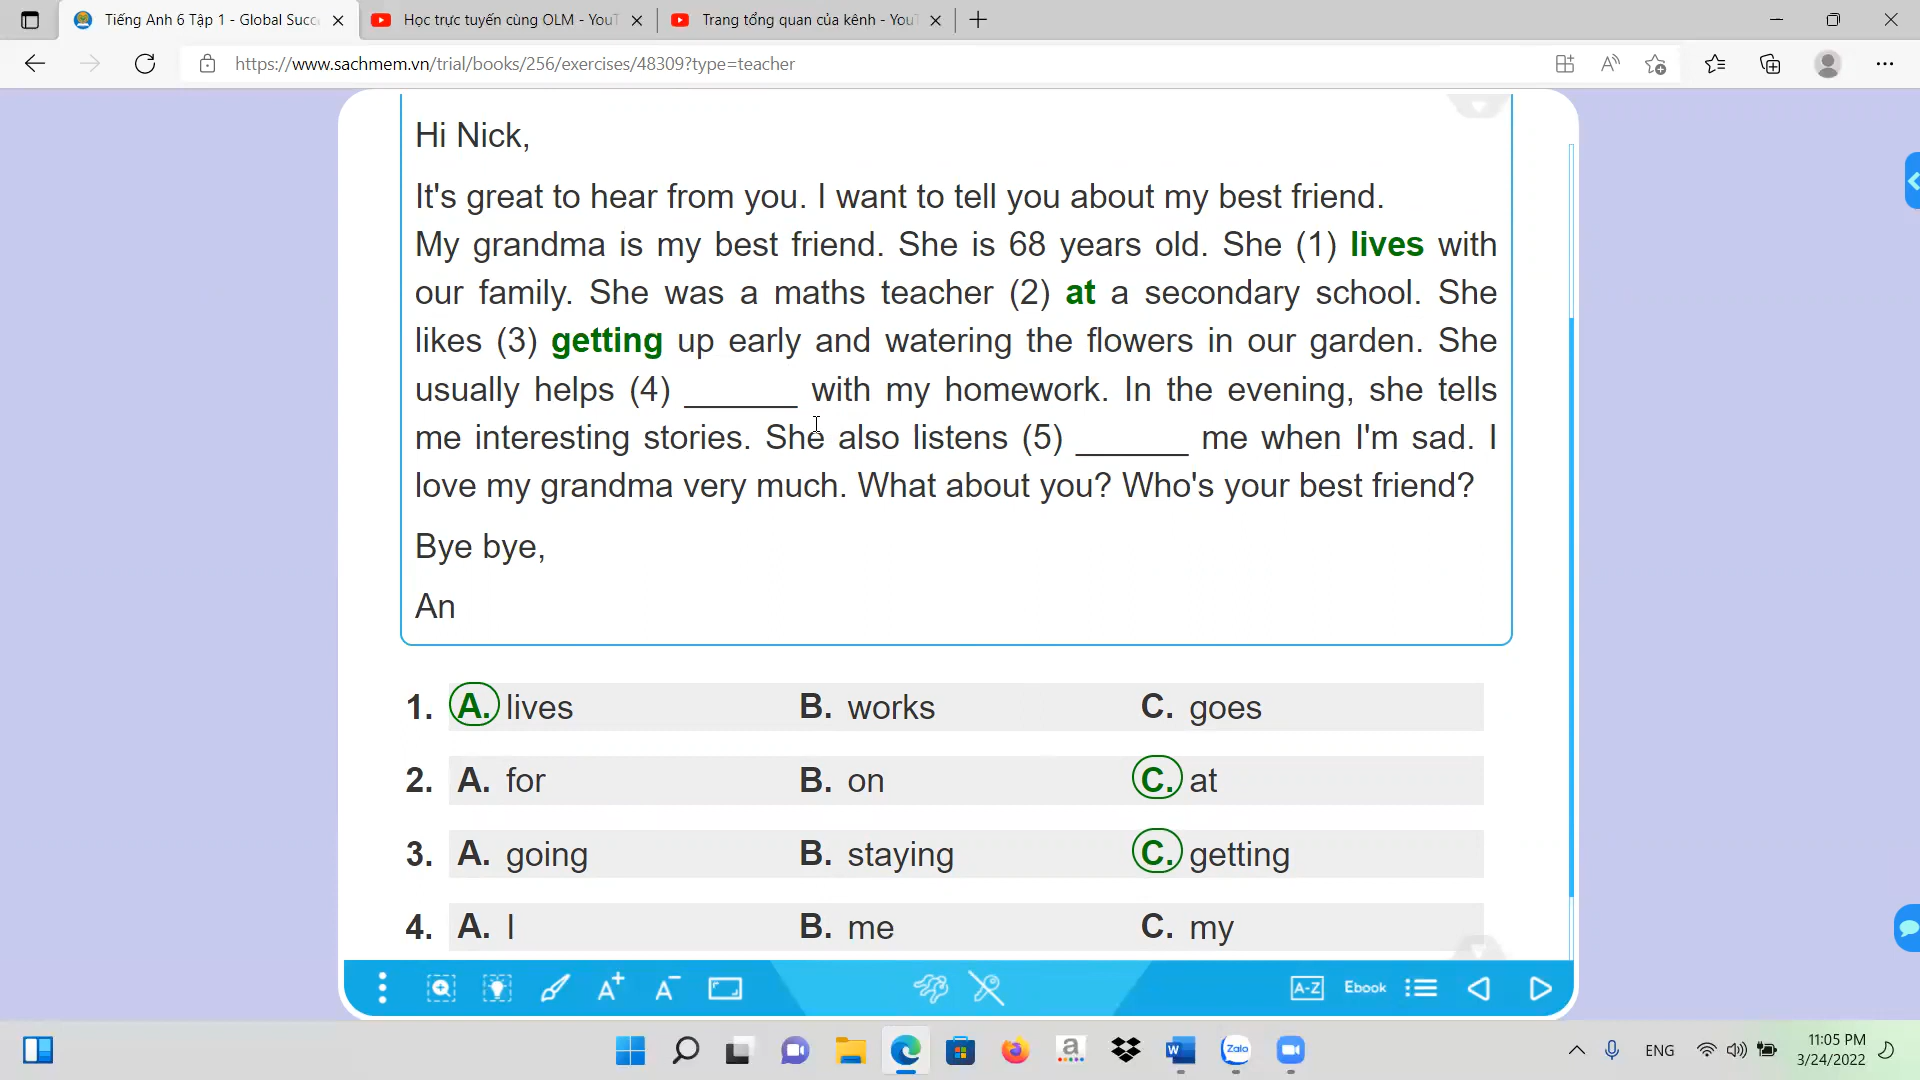 Tiếng Anh 6 Tập 1 - Global Succ
Học trực tuyến cùng OLM - YouT
Trang tổng quan của kênh - YouT
https://www.sachmem.vn/trial/books/256/exercises/48309?type=teacher
Hi Nick,
It's great to hear from you. I want to tell you about my best friend.
My grandma is my best friend. She is 68 years old. She (1) lives with
our family. She was a maths teacher (2) at a secondary school. She
likes (3) getting up early and watering the flowers in our garden. She
usually helps (4) ______ with my homework. In the evening, she tells
me interesting stories. She also listens (5) ______ me when I'm sad. I
love my grandma very much. What about you? Who's your best friend?
Bye bye,
An
1. A. lives B. works C. goes
2. A. for B. on C. at
3. A. going B. staying C. getting
4. A. I B. me C. my
A+ A- A-Z Ebook
a W Zalo
ENG 11:05 PM
3/24/2022